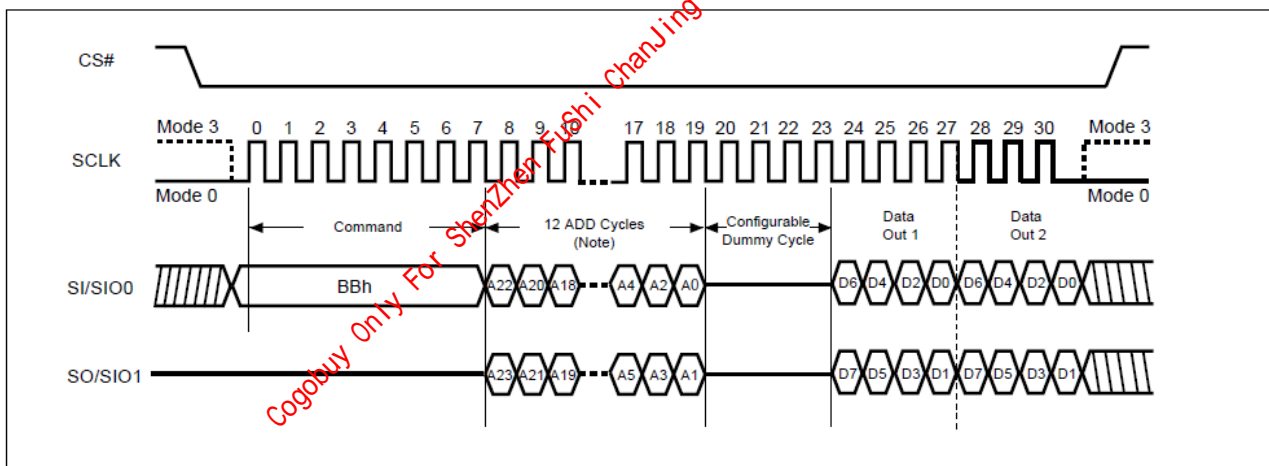 CS#
Mode 3 0 1 2 3 4 5 6 7 8 9 10 17 18 19 20 21 22 23 24 25 26 27 28 29 30 Mode 3
SCLK
Mode 0 Mode 0
Command 12 ADD Cycles (Note) Configurable Dummy Cycle Data Out 1 Data Out 2
SI/SIO0 BBh A22 A20 A18 A4 A2 A0 D6 D4 D2 D0 D6 D4 D2 D0
SO/SIO1 A23 A21 A19 A5 A3 A1 D7 D5 D3 D1 D7 D5 D3 D1
Cogobuy Only For ShenZhen FuShi ChanJing